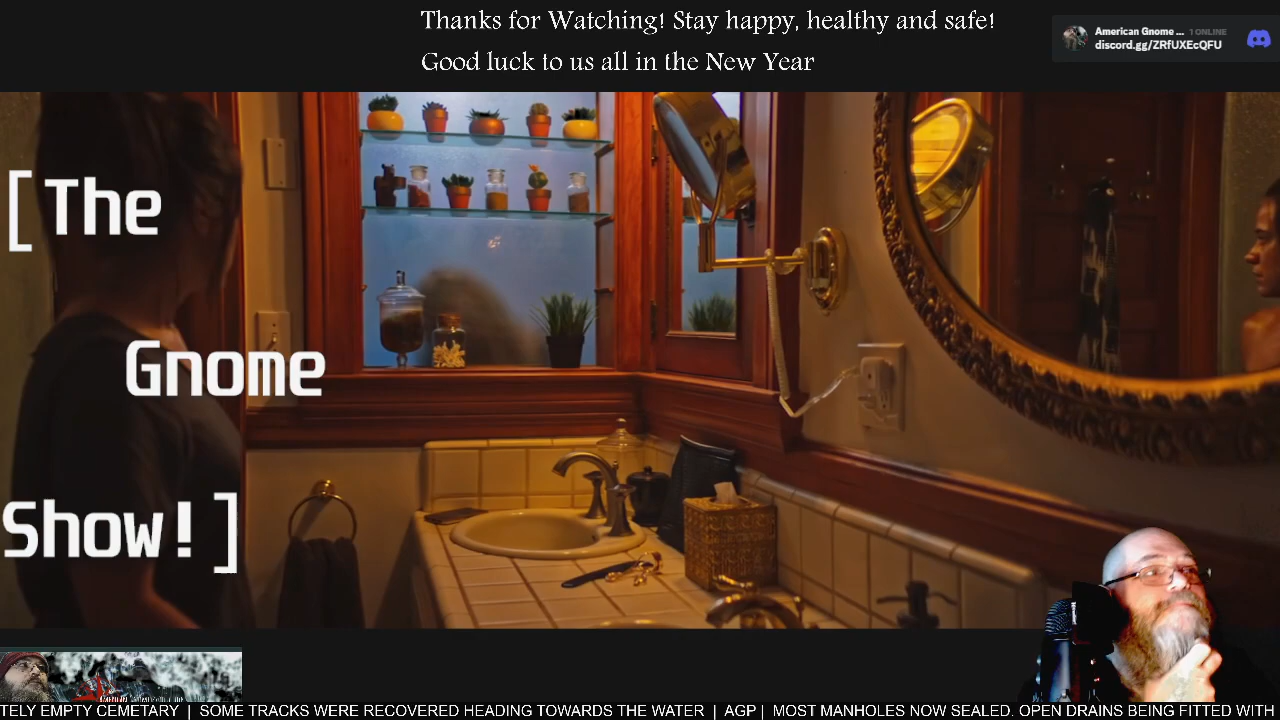 Thanks for Watching! Stay happy, healthy and safe!
Good luck to us all in the New Year
American Gnome ... 1 ONLINE
discord.gg/ZRfUXEcQFU
[The
Gnome
Show!]
TELY EMPTY CEMETARY | SOME TRACKS WERE RECOVERED HEADING TOWARDS THE WATER | AGP | MOST MANHOLES NOW SEALED. OPEN DRAINS BEING FITTED WITH